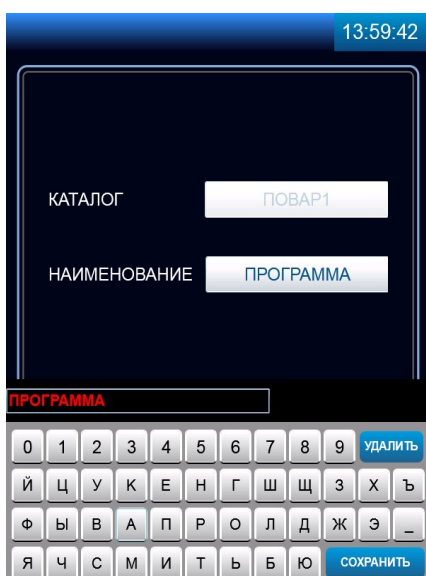 13:59:42
КАТАЛОГ ПОВАР1
НАИМЕНОВАНИЕ ПРОГРАММА
ПРОГРАММА
0 1 2 3 4 5 6 7 8 9 УДАЛИТЬ
Й Ц У К Е Н Г Ш Щ З Х Ъ
Ф Ы В А П Р О Л Д Ж Э _
Я Ч С М И Т Ь Б Ю СОХРАНИТЬ